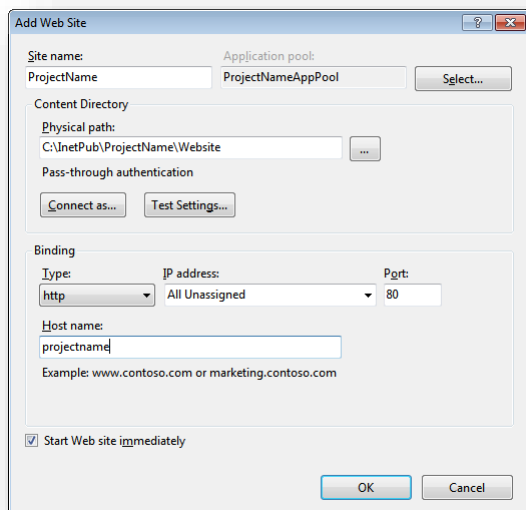 Add Web Site
?
Site name:
Application pool:
ProjectName
ProjectNameAppPool
Select...
Content Directory
Physical path:
C:\InetPub\ProjectName\Website
...
Pass-through authentication
Connect as...
Test Settings...
Binding
Type:
IP address:
Port:
http
All Unassigned
80
Host name:
projectname
Example: www.contoso.com or marketing.contoso.com
Start Web site immediately
OK
Cancel